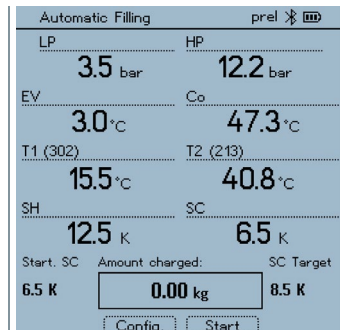 Automatic Filling prel
LP HP
3.5 bar 12.2 bar
EV Co
3.0 °C 47.3 °C
T1 (302) T2 (213)
15.5 °C 40.8 °C
SH SC
12.5 K 6.5 K
Start. SC Amount charged: SC Target
6.5 K 0.00 kg 8.5 K
Config. Start